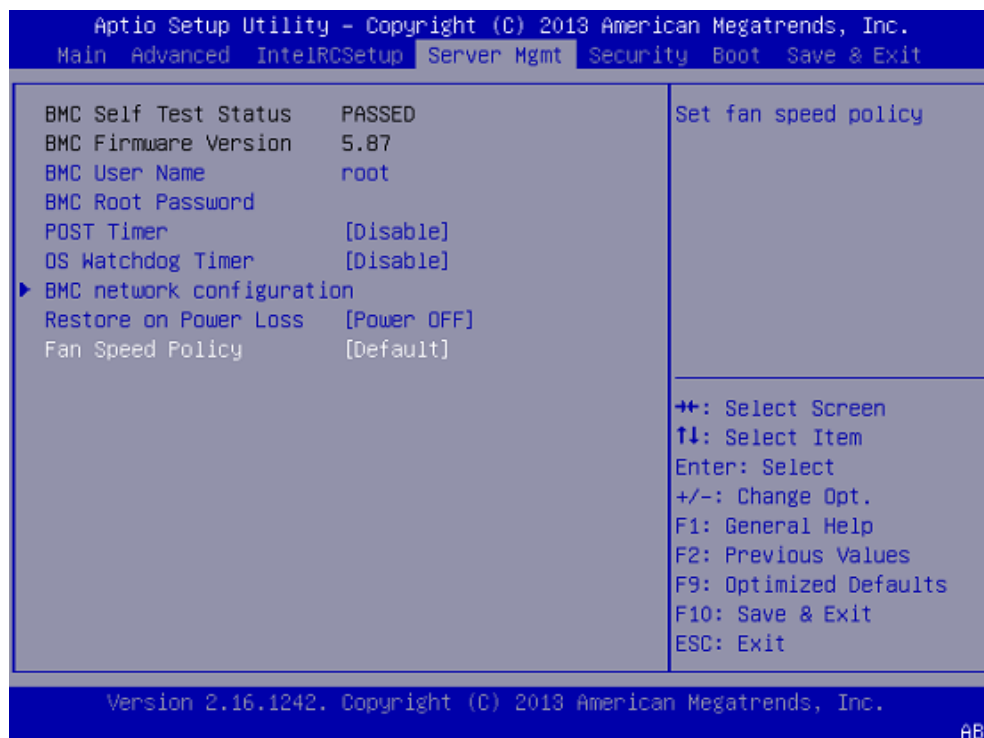 Aptio Setup Utility – Copyright (C) 2013 American Megatrends, Inc.
Main Advanced IntelRCSetup Server Mgmt Security Boot Save & Exit
BMC Self Test Status PASSED
BMC Firmware Version 5.87
BMC User Name root
BMC Root Password
POST Timer [Disable]
OS Watchdog Timer [Disable]
BMC network configuration
Restore on Power Loss [Power OFF]
Fan Speed Policy [Default]
Set fan speed policy
→←: Select Screen
↑↓: Select Item
Enter: Select
+/-: Change Opt.
F1: General Help
F2: Previous Values
F9: Optimized Defaults
F10: Save & Exit
ESC: Exit
Version 2.16.1242. Copyright (C) 2013 American Megatrends, Inc.
AB